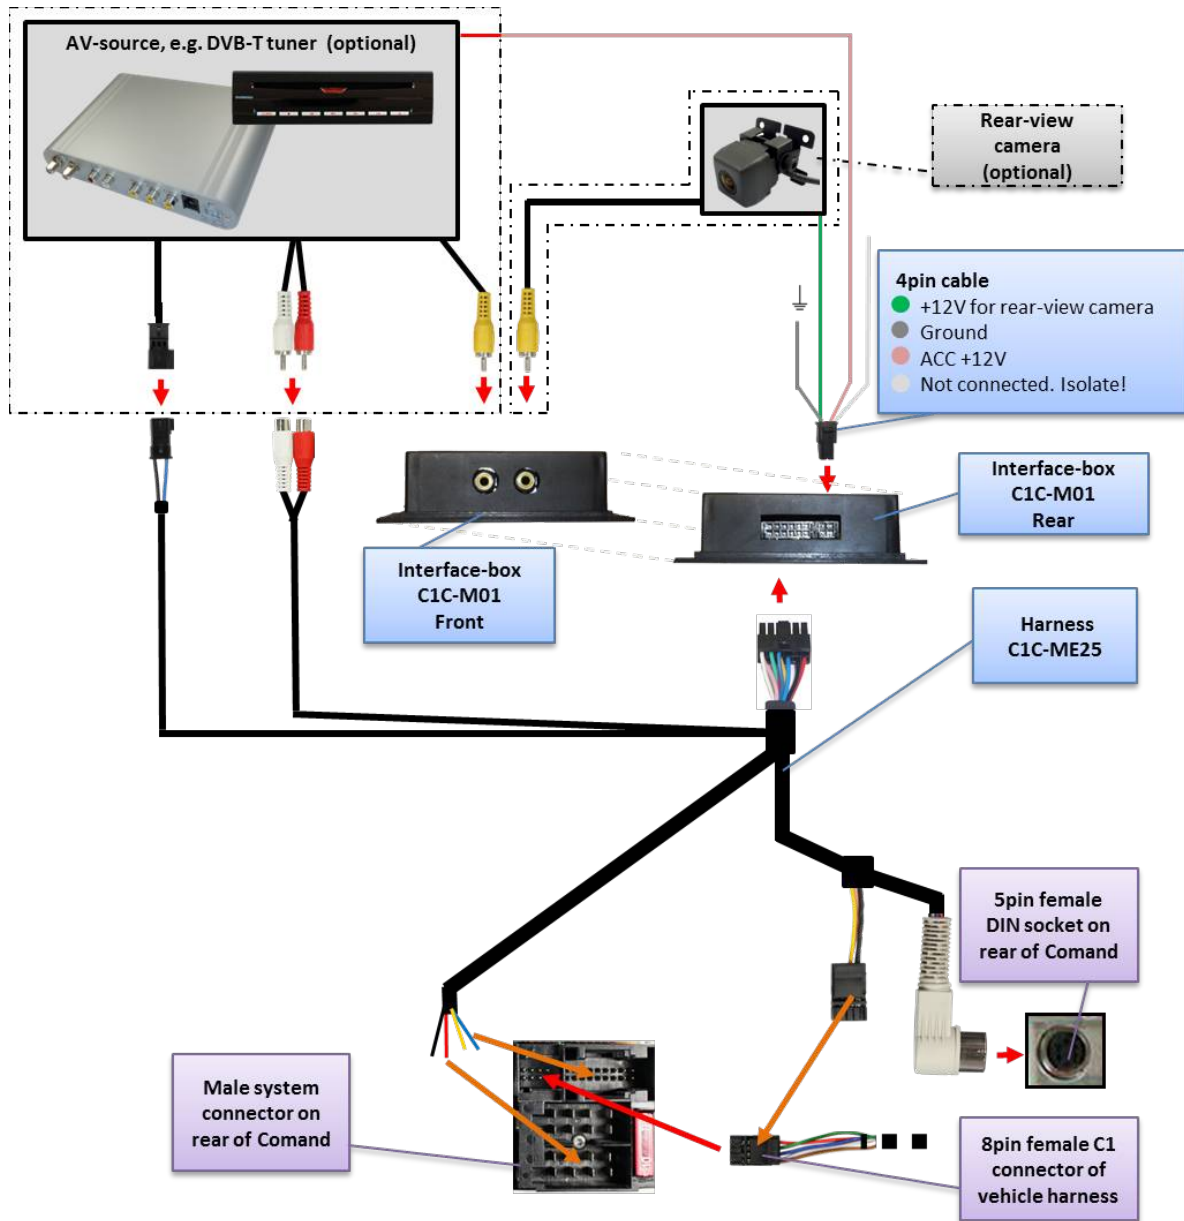 AV-source, e.g. DVB-T tuner (optional)
Rear-view
camera
(optional)
4pin cable
+12V for rear-view camera
Ground
ACC +12V
Not connected. Isolate!
Interface-box
C1C-M01
Rear
Interface-box
C1C-M01
Front
Harness
C1C-ME25
5pin female
DIN socket on
rear of Comand
Male system
connector on
rear of Comand
8pin female C1
connector of
vehicle harness